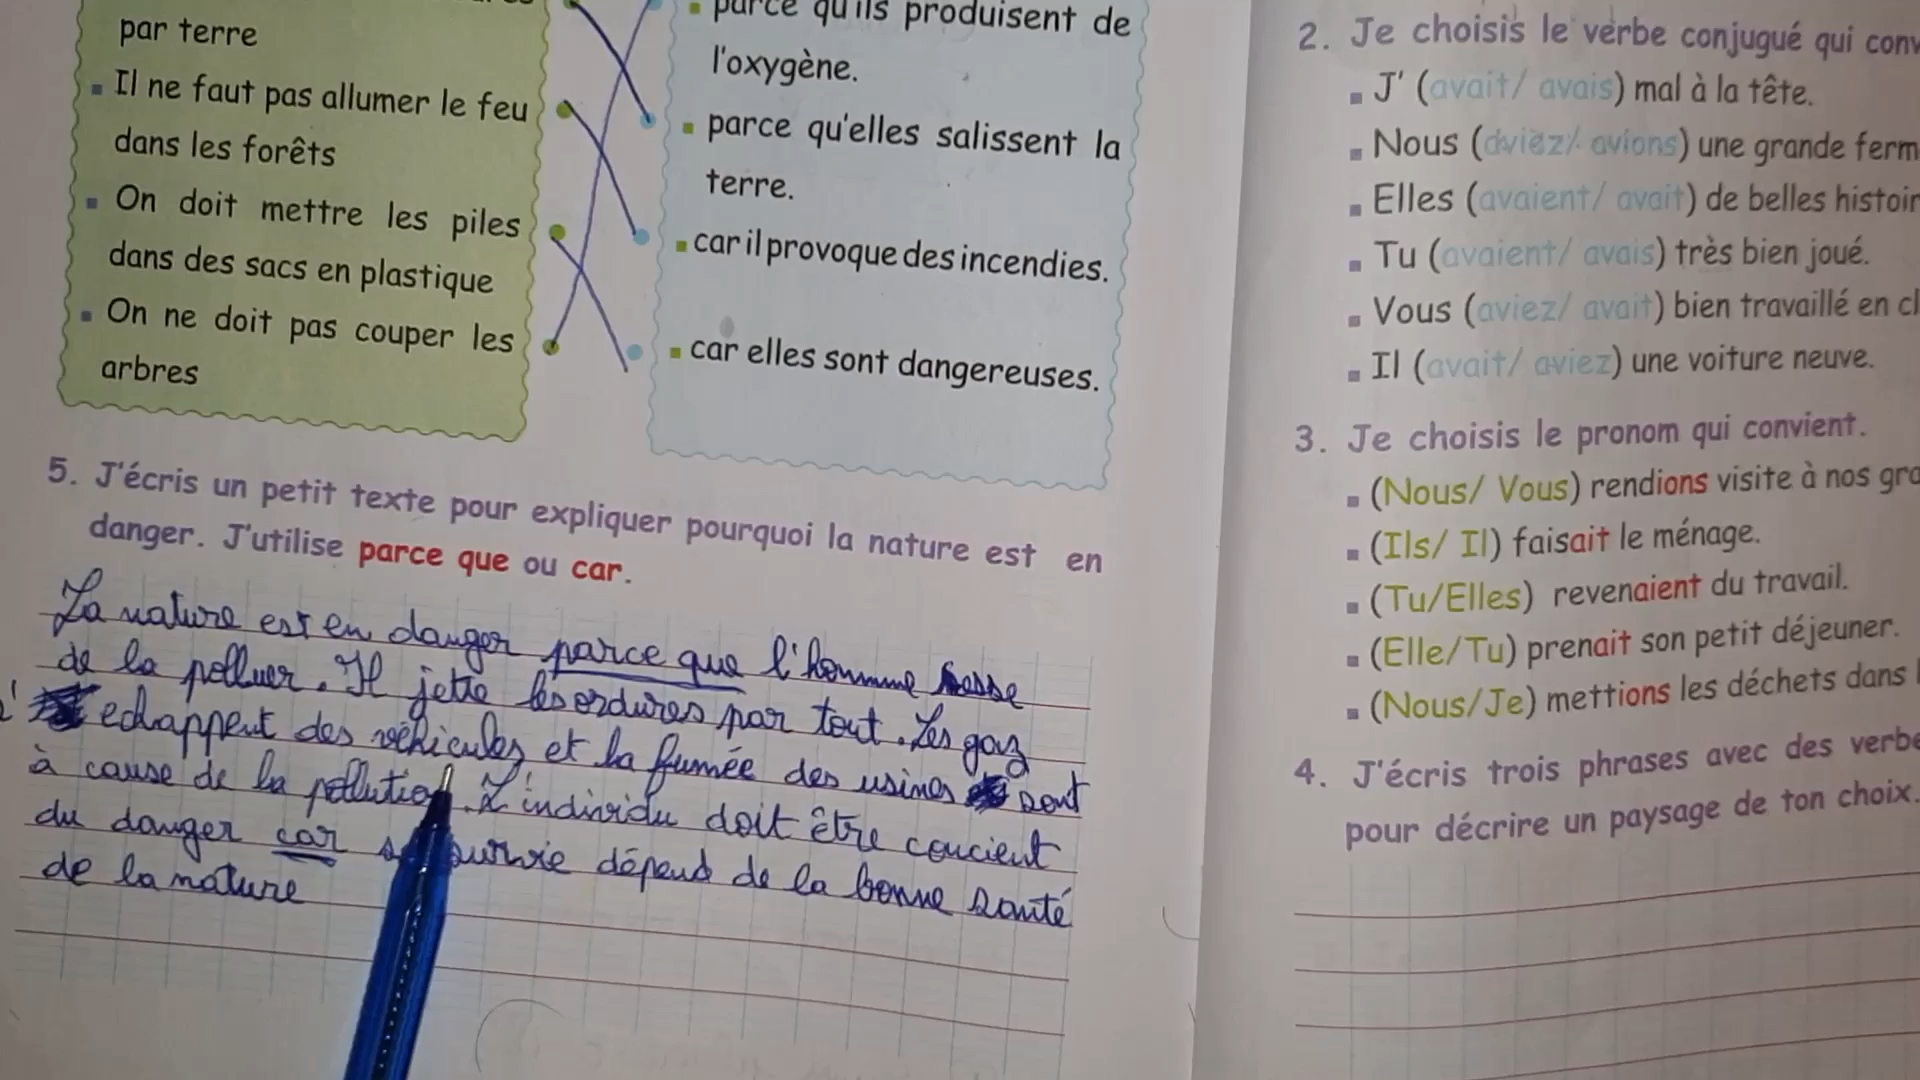 par terre
Il ne faut pas allumer le feu
dans les forêts
On doit mettre les piles
dans des sacs en plastique
On ne doit pas couper les
arbres
parce qu'ils produisent de
l'oxygène.
parce qu'elles salissent la
terre.
car il provoque des incendies.
car elles sont dangereuses.
5. J'écris un petit texte pour expliquer pourquoi la nature est en
danger. J'utilise parce que ou car.
La nature est en danger parce que l'homme
de la polluer. Il jette les ordures par tout. Les gaz
echappent des véhicules et la fumée des usines sont
à cause de la pollution. L'individu doit être concient
du danger car survie dépend de la bonne santé
de la nature
2. Je choisis le verbe conjugué qui
J' (avait/ avais) mal à la tête.
Nous (aviez/ avions) une grande
Elles (avaient/ avait) de belles
Tu (avaient/ avais) très bien joué.
Vous (aviez/ avait) bien travaillé en
Il (avait/ aviez) une voiture neuve.
3. Je choisis le pronom qui convient.
(Nous/ Vous) rendions visite à nos
(Ils/ Il) faisait le ménage.
(Tu/Elles) revenaient du travail.
(Elle/Tu) prenait son petit déjeuner.
(Nous/Je) mettions les déchets dans
4. J'écris trois phrases avec des
pour décrire un paysage de ton choix.